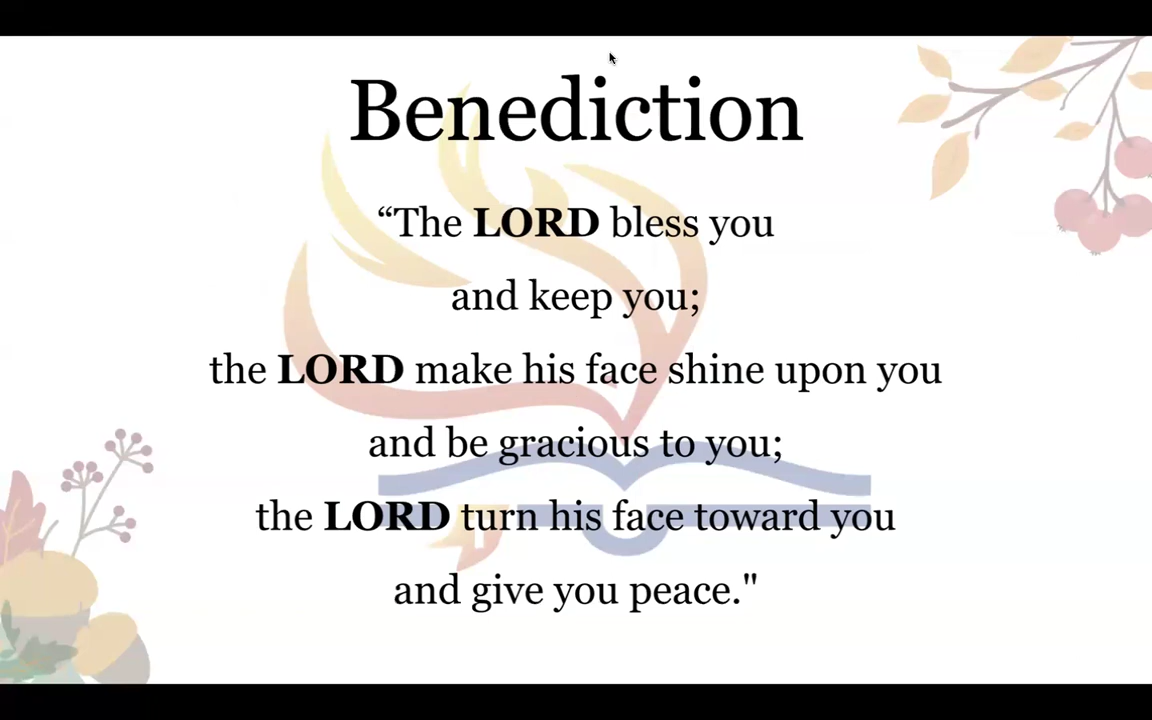 Benediction
“The LORD bless you
and keep you;
the LORD make his face shine upon you
and be gracious to you;
the LORD turn his face toward you
and give you peace."